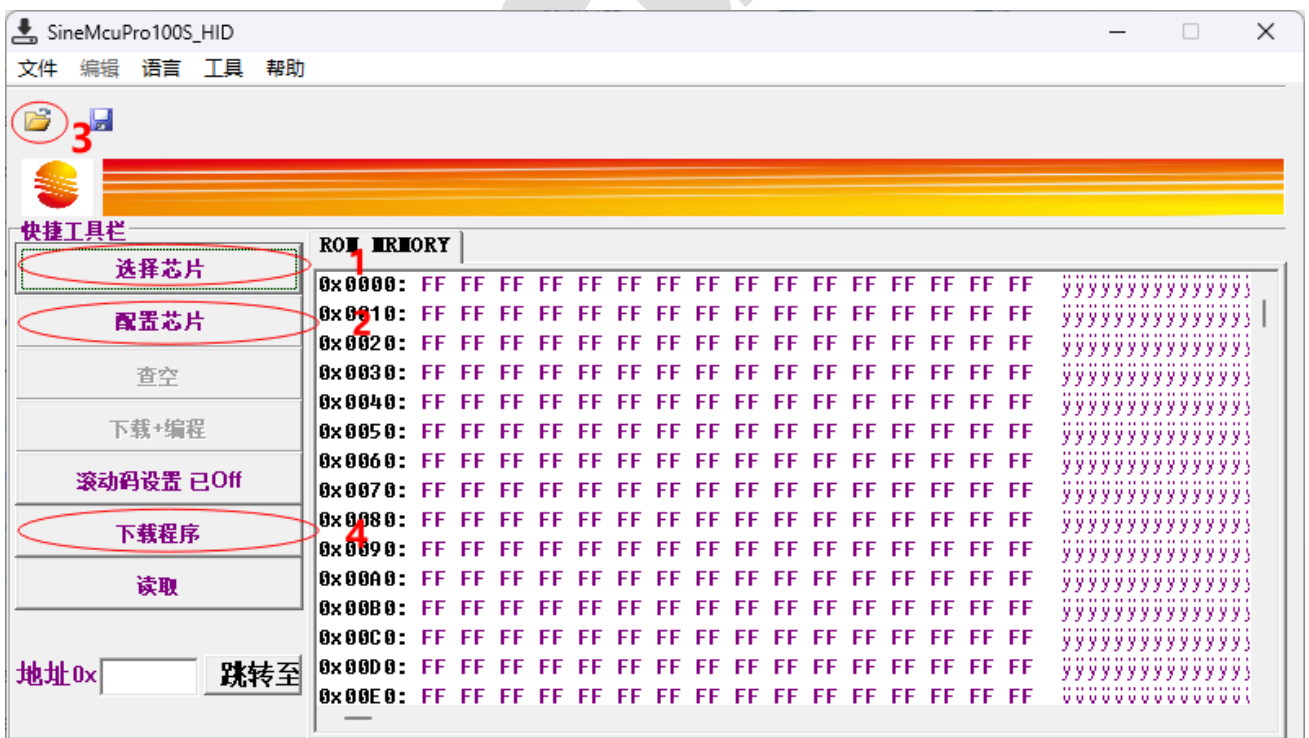 SineMcuPro100S_HID
文件 编辑 语言 工具 帮助
3
快捷工具栏
选择芯片
1
配置芯片
2
查空
下载+编程
滚动码设置 已Off
下载程序
4
读取
地址0x
跳转至
ROM MRMORY
0x0000: FF FF FF FF FF FF FF FF FF FF FF FF FF FF FF FF ÿÿÿÿÿÿÿÿÿÿÿÿÿÿÿ
0x0010: FF FF FF FF FF FF FF FF FF FF FF FF FF FF FF FF ÿÿÿÿÿÿÿÿÿÿÿÿÿÿÿ
0x0020: FF FF FF FF FF FF FF FF FF FF FF FF FF FF FF FF ÿÿÿÿÿÿÿÿÿÿÿÿÿÿÿ
0x0030: FF FF FF FF FF FF FF FF FF FF FF FF FF FF FF FF ÿÿÿÿÿÿÿÿÿÿÿÿÿÿÿ
0x0040: FF FF FF FF FF FF FF FF FF FF FF FF FF FF FF FF ÿÿÿÿÿÿÿÿÿÿÿÿÿÿÿ
0x0050: FF FF FF FF FF FF FF FF FF FF FF FF FF FF FF FF ÿÿÿÿÿÿÿÿÿÿÿÿÿÿÿ
0x0060: FF FF FF FF FF FF FF FF FF FF FF FF FF FF FF FF ÿÿÿÿÿÿÿÿÿÿÿÿÿÿÿ
0x0070: FF FF FF FF FF FF FF FF FF FF FF FF FF FF FF FF ÿÿÿÿÿÿÿÿÿÿÿÿÿÿÿ
0x0080: FF FF FF FF FF FF FF FF FF FF FF FF FF FF FF FF ÿÿÿÿÿÿÿÿÿÿÿÿÿÿÿ
0x0090: FF FF FF FF FF FF FF FF FF FF FF FF FF FF FF FF ÿÿÿÿÿÿÿÿÿÿÿÿÿÿÿ
0x00A0: FF FF FF FF FF FF FF FF FF FF FF FF FF FF FF FF ÿÿÿÿÿÿÿÿÿÿÿÿÿÿÿ
0x00B0: FF FF FF FF FF FF FF FF FF FF FF FF FF FF FF FF ÿÿÿÿÿÿÿÿÿÿÿÿÿÿÿ
0x00C0: FF FF FF FF FF FF FF FF FF FF FF FF FF FF FF FF ÿÿÿÿÿÿÿÿÿÿÿÿÿÿÿ
0x00D0: FF FF FF FF FF FF FF FF FF FF FF FF FF FF FF FF ÿÿÿÿÿÿÿÿÿÿÿÿÿÿÿ
0x00E0: FF FF FF FF FF FF FF FF FF FF FF FF FF FF FF FF ÿÿÿÿÿÿÿÿÿÿÿÿÿÿÿ